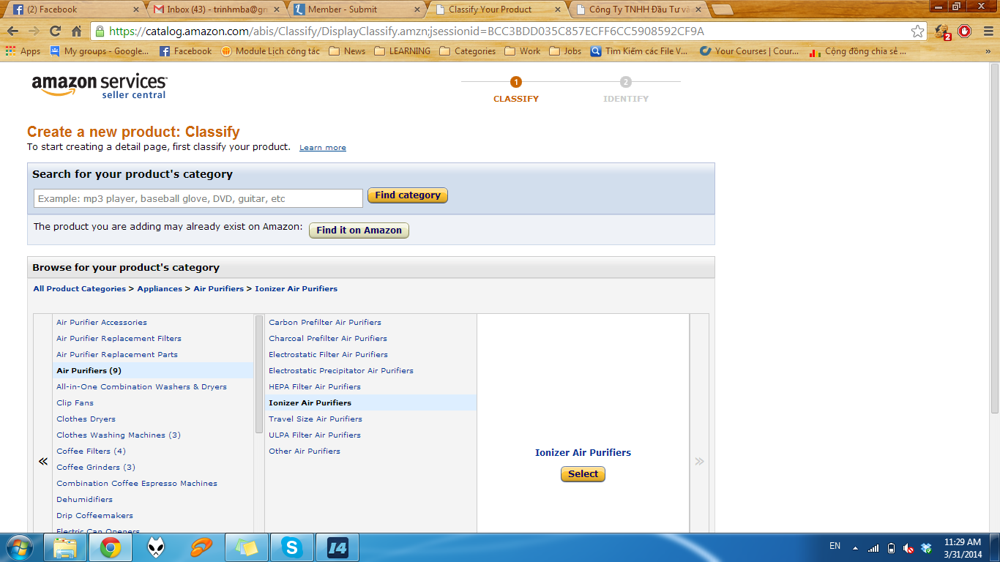 (2) Facebook
Inbox (43) - trinhmba@gm
Member - Submit
Classify Your Product
Công Ty TNHH Đầu Tư và
https://catalog.amazon.com/abis/Classify/DisplayClassify.amzn;jsessionid=BCC3BDD035C857ECFF6CC5908592CF9A
2
Apps
My groups - Google...
Facebook
Module Lịch công tác
News
LEARNING
Categories
Work
Jobs
Tìm Kiếm các File V...
Your Courses | Cour...
Cộng đồng chia sẻ ...
»
amazon services
seller central
1
CLASSIFY
2
IDENTIFY
Create a new product: Classify
To start creating a detail page, first classify your product. Learn more
Search for your product's category
Example: mp3 player, baseball glove, DVD, guitar, etc
Find category
The product you are adding may already exist on Amazon:
Find it on Amazon
Browse for your product's category
All Product Categories > Appliances > Air Purifiers > Ionizer Air Purifiers
«
Air Purifier Accessories
Air Purifier Replacement Filters
Air Purifier Replacement Parts
Air Purifiers (9)
All-in-One Combination Washers & Dryers
Clip Fans
Clothes Dryers
Clothes Washing Machines (3)
Coffee Filters (4)
Coffee Grinders (3)
Combination Coffee Espresso Machines
Dehumidifiers
Drip Coffeemakers
Electric Can Openers
Carbon Prefilter Air Purifiers
Charcoal Prefilter Air Purifiers
Electrostatic Filter Air Purifiers
Electrostatic Precipitator Air Purifiers
HEPA Filter Air Purifiers
Ionizer Air Purifiers
Travel Size Air Purifiers
ULPA Filter Air Purifiers
Other Air Purifiers
Ionizer Air Purifiers
Select
»
14
EN
11:29 AM
3/31/2014